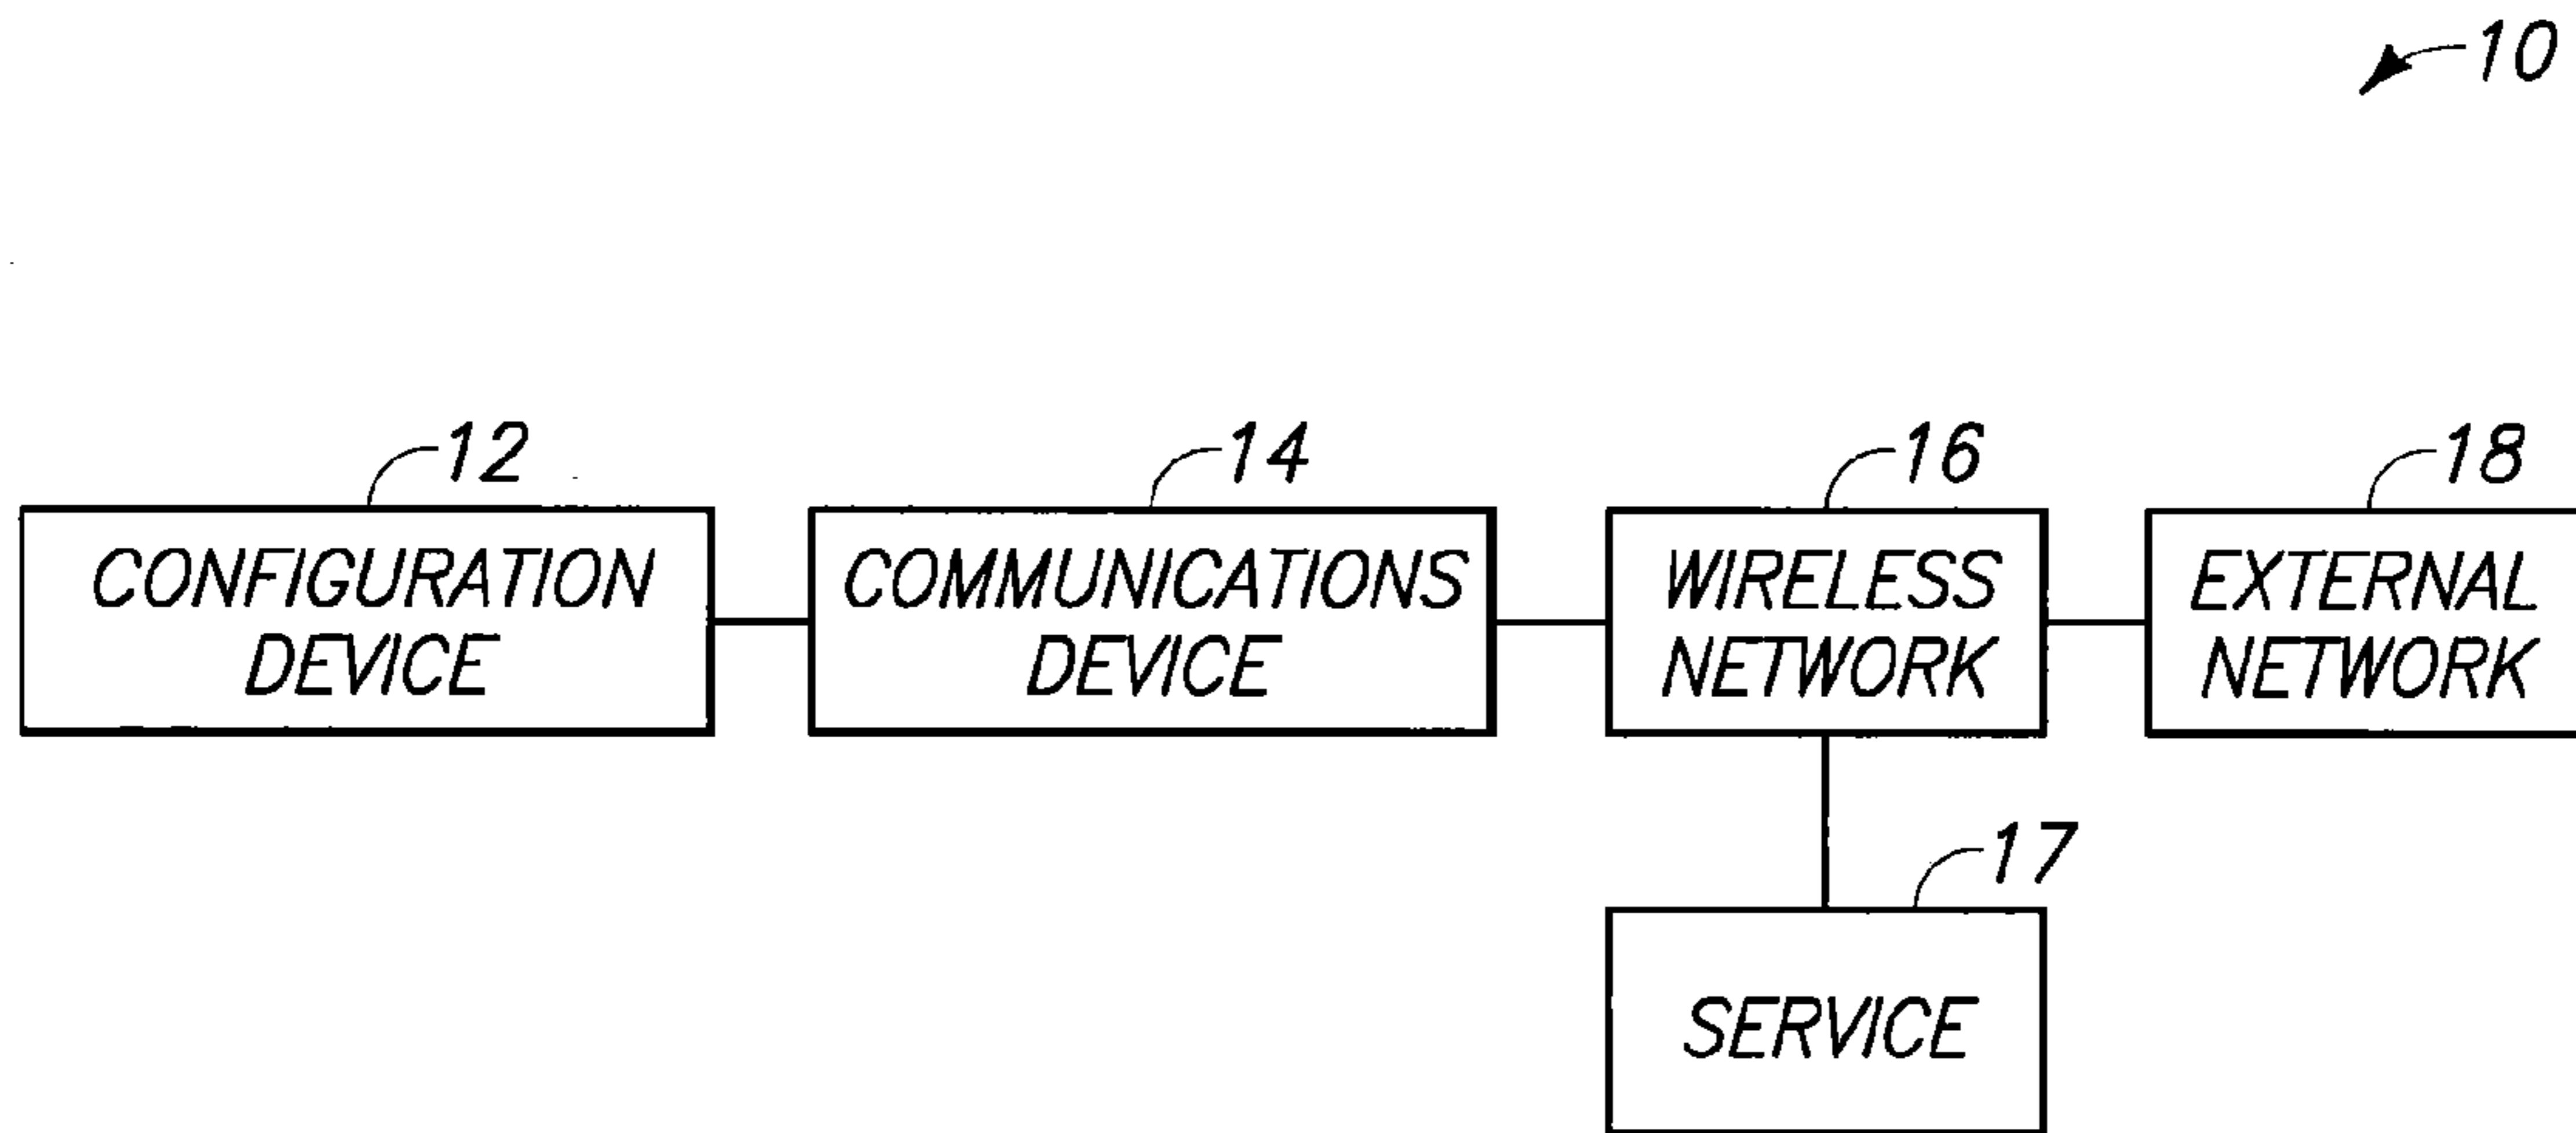 10
12
14
16
18
CONFIGURATION
DEVICE
COMMUNICATIONS
DEVICE
WIRELESS
NETWORK
EXTERNAL
NETWORK
17
SERVICE